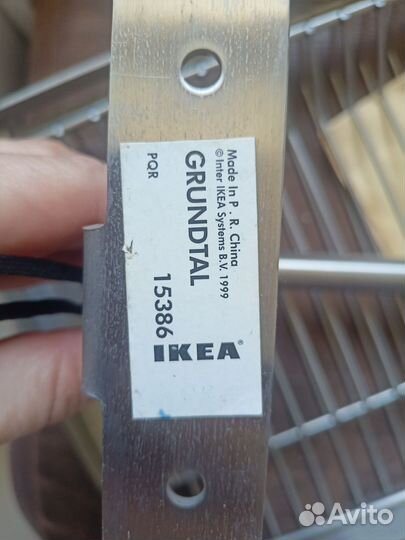 Made In P . R. China
© Inter IKEA Systems B.V. 1999
GRUNDTAL
PQR
15386
IKEA®
Avito